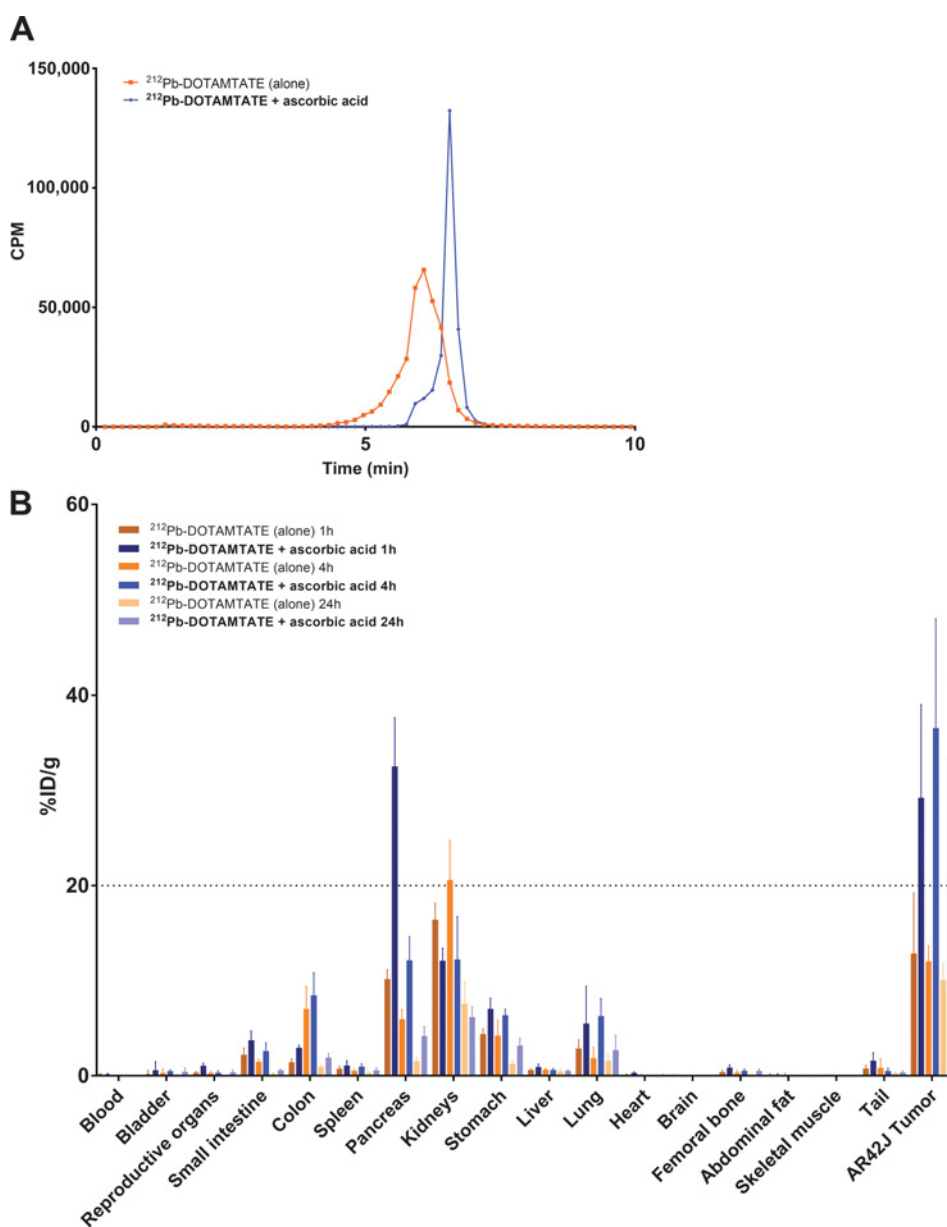 A
150,000
100,000
50,000
0
CPM
²¹²Pb-DOTAMTATE (alone)
²¹²Pb-DOTAMTATE + ascorbic acid
0
5
10
Time (min)
B
60
40
20
0
%ID/g
²¹²Pb-DOTAMTATE (alone) 1h
²¹²Pb-DOTAMTATE + ascorbic acid 1h
²¹²Pb-DOTAMTATE (alone) 4h
²¹²Pb-DOTAMTATE + ascorbic acid 4h
²¹²Pb-DOTAMTATE (alone) 24h
²¹²Pb-DOTAMTATE + ascorbic acid 24h
Blood
Bladder
Reproductive organs
Small intestine
Colon
Spleen
Pancreas
Kidneys
Stomach
Liver
Lung
Heart
Brain
Femoral bone
Abdominal fat
Skeletal muscle
Tail
AR42J Tumor